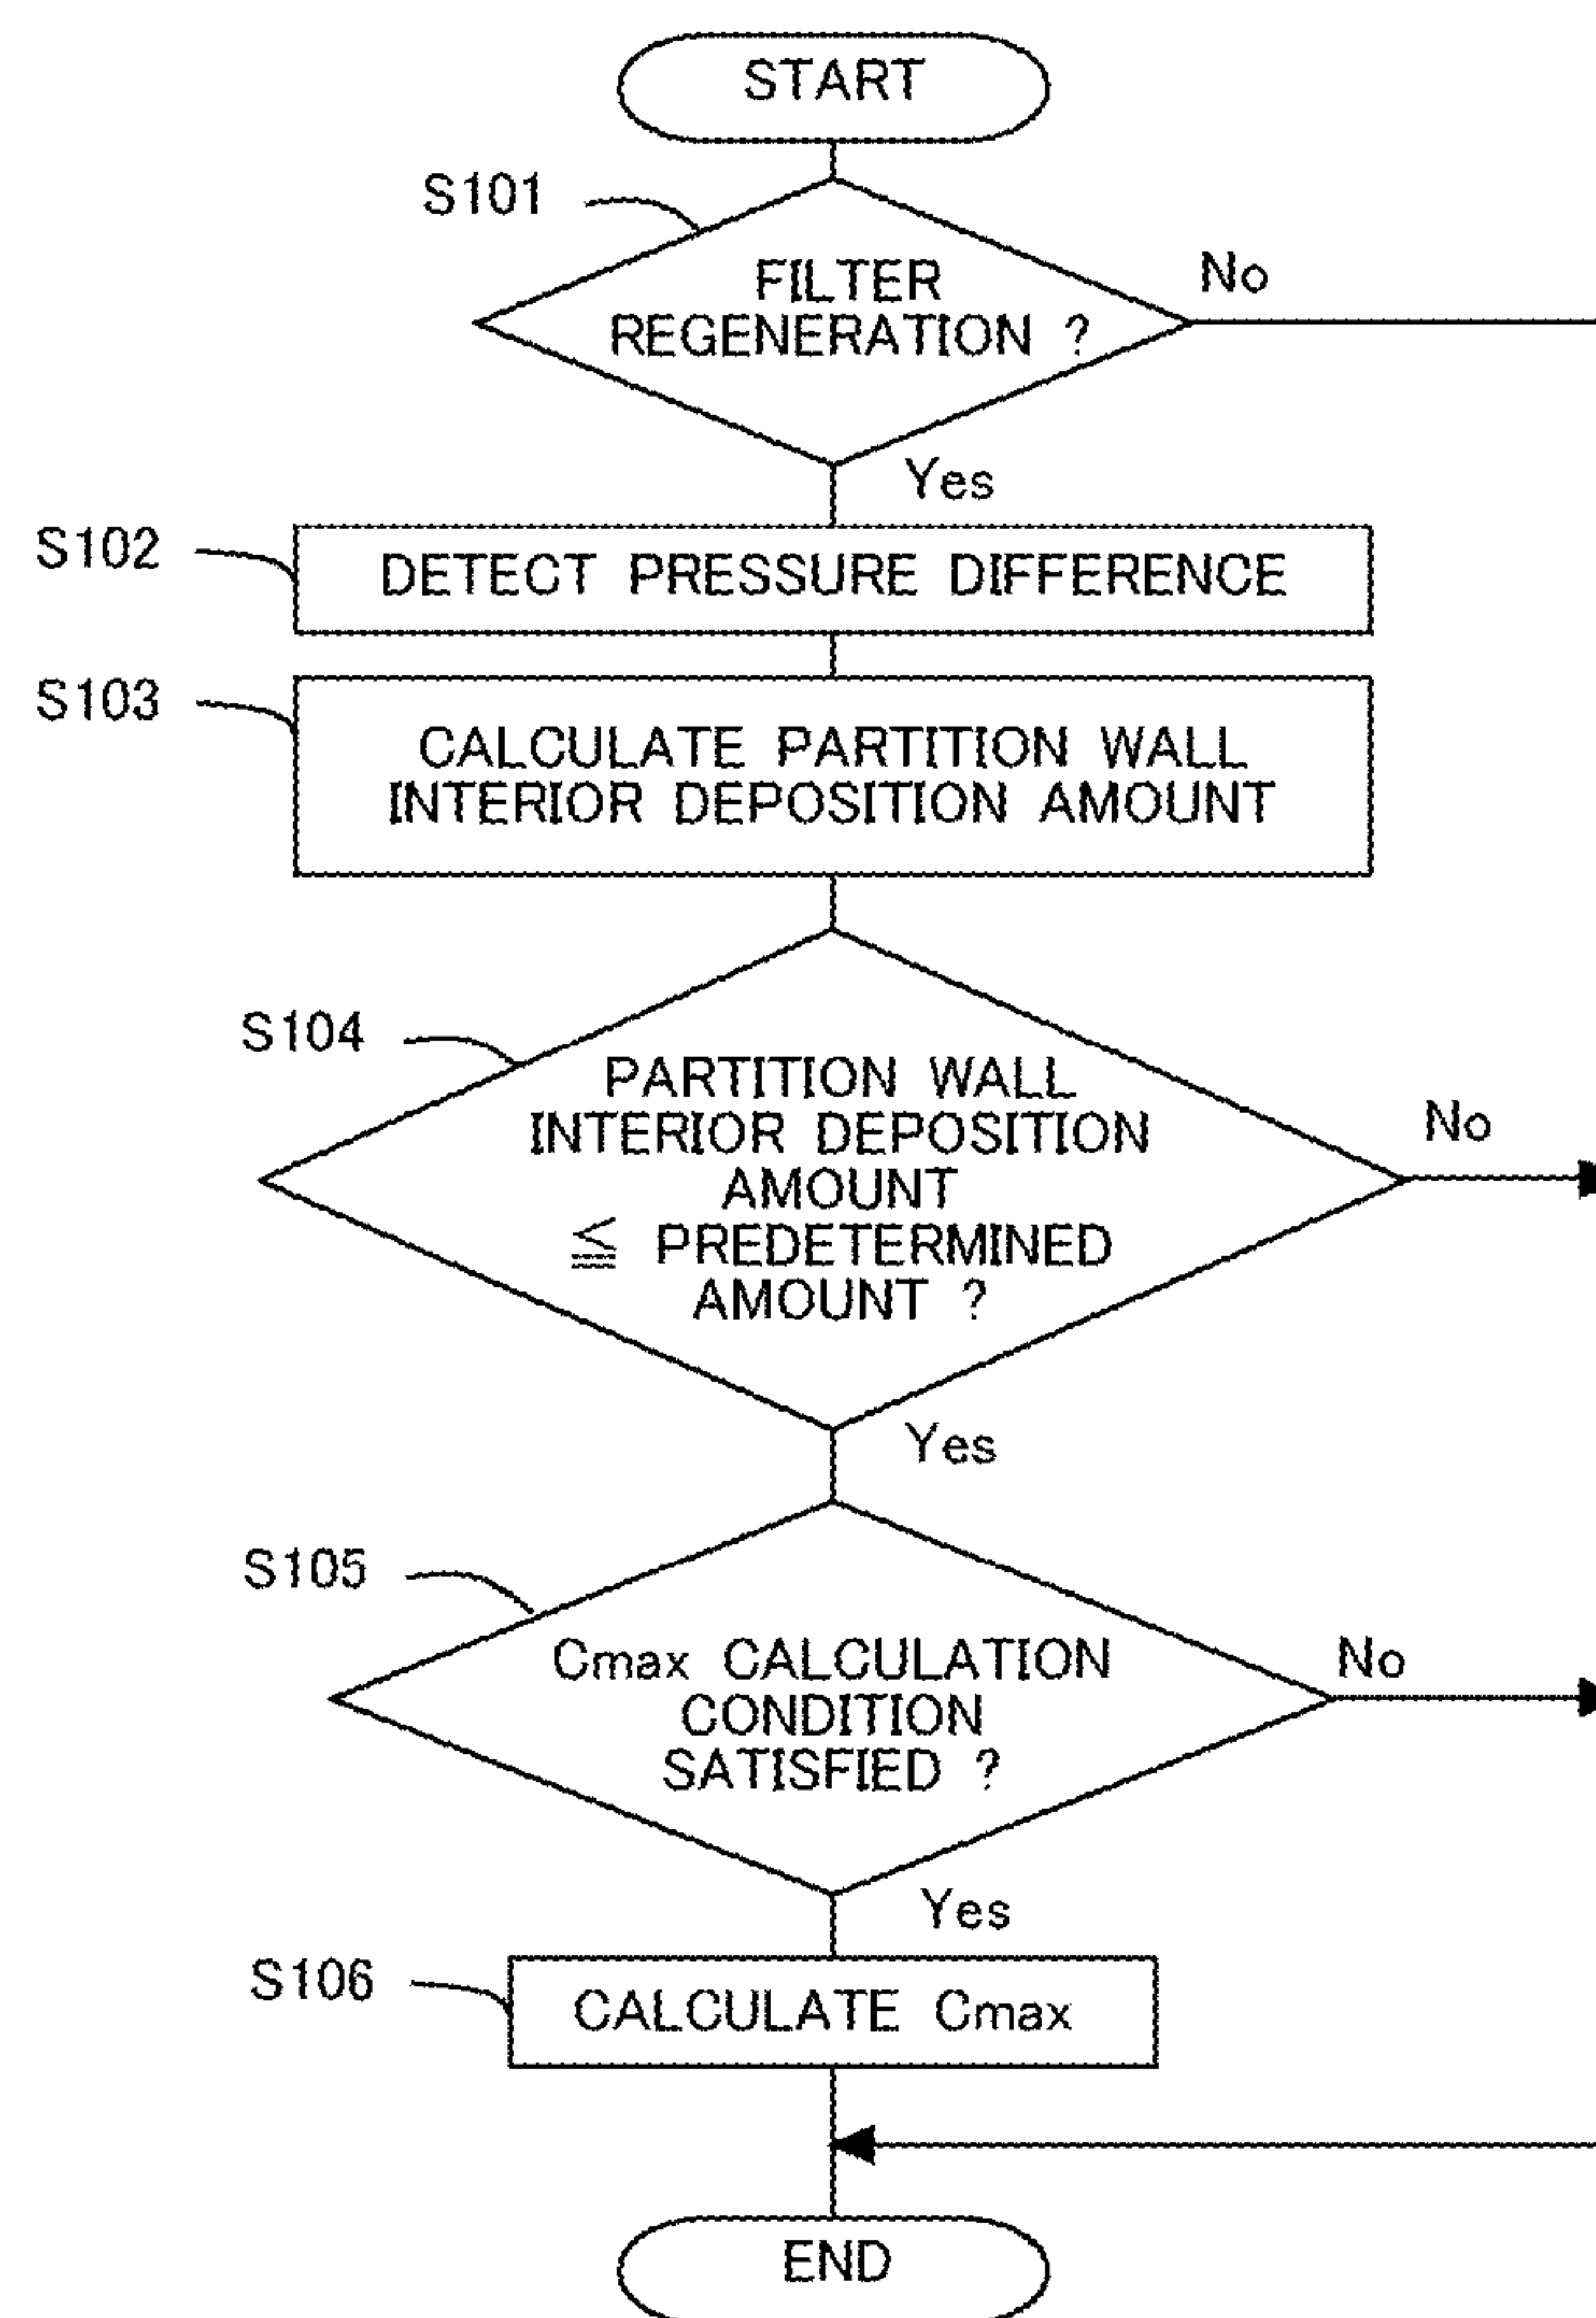 START
S101
FILTER
REGENERATION ?
No
Yes
S102
DETECT PRESSURE DIFFERENCE
S103
CALCULATE PARTITION WALL
INTERIOR DEPOSITION AMOUNT
S104
PARTITION WALL
INTERIOR DEPOSITION
AMOUNT
≦ PREDETERMINED
AMOUNT ?
No
Yes
S105
Cmax CALCULATION
CONDITION
SATISFIED ?
No
Yes
S106
CALCULATE Cmax
END